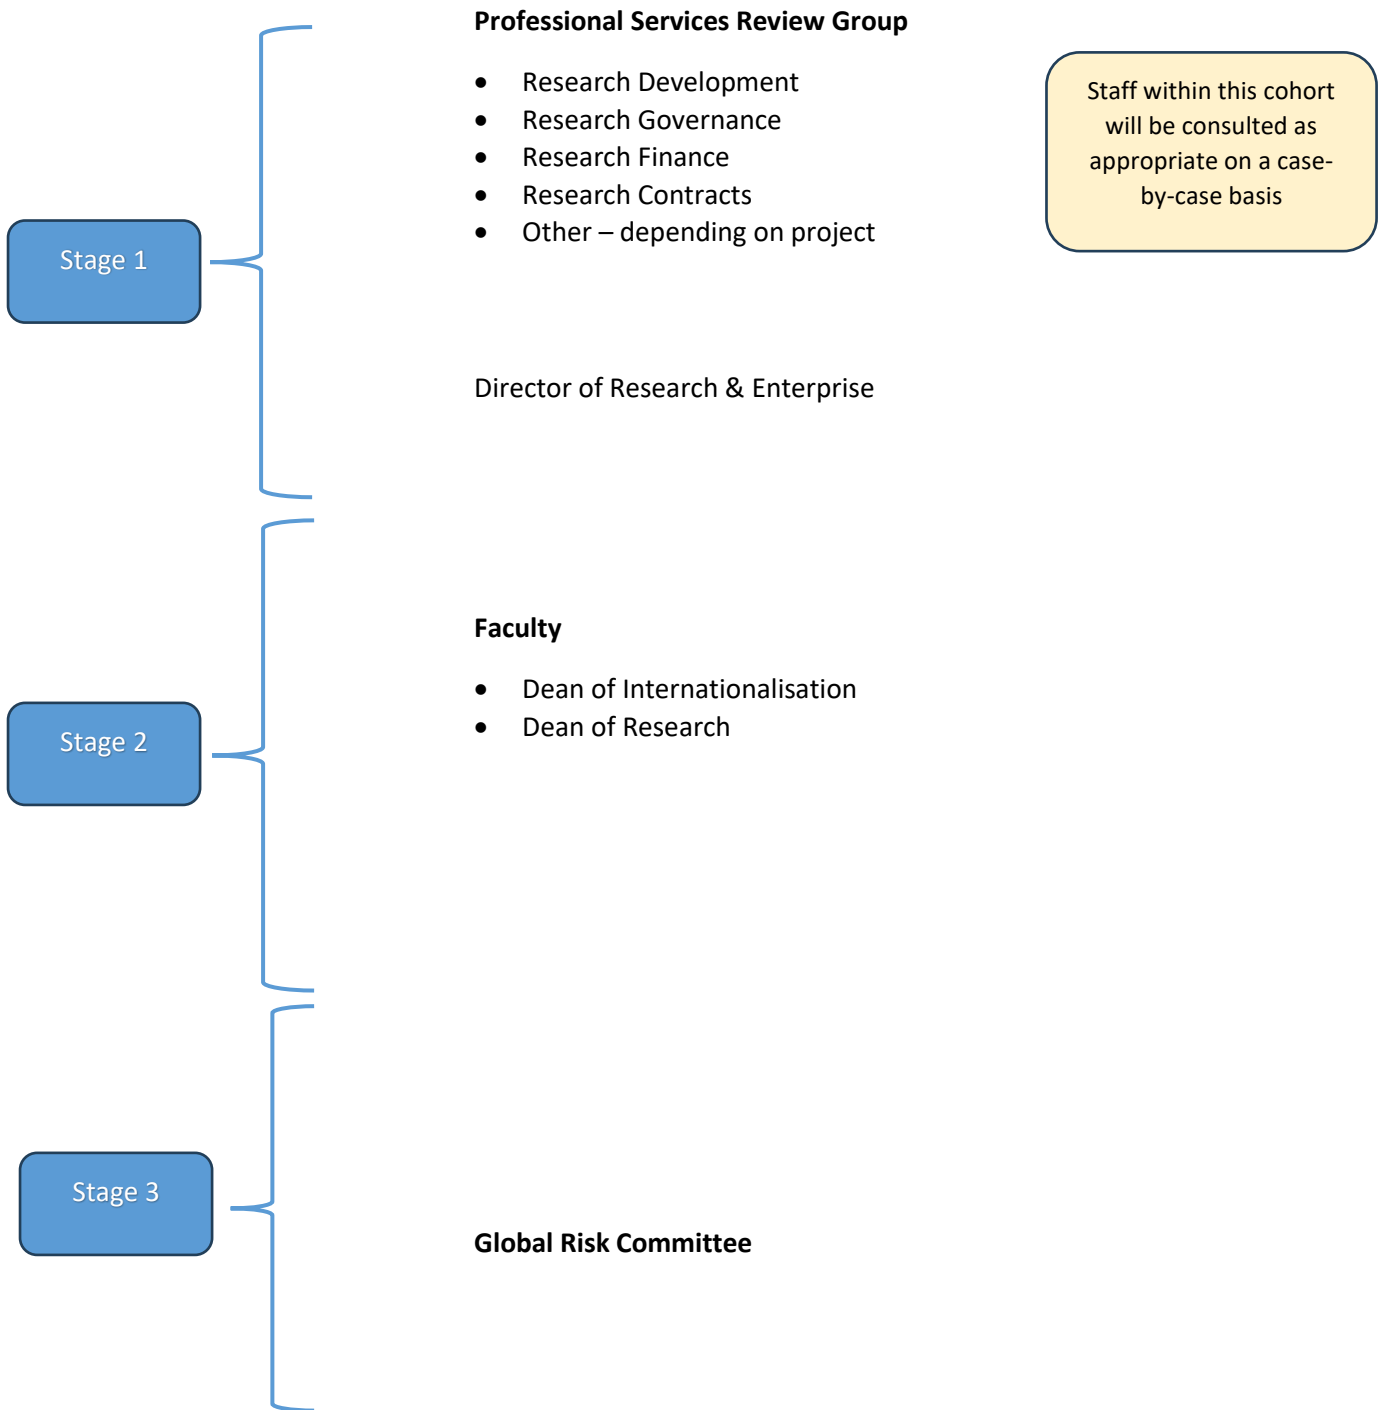 Professional Services Review Group
• Research Development
• Research Governance
• Research Finance
• Research Contracts
• Other – depending on project
Staff within this cohort
will be consulted as
appropriate on a case-
by-case basis
Stage 1
Director of Research & Enterprise
Faculty
• Dean of Internationalisation
• Dean of Research
Stage 2
Stage 3
Global Risk Committee